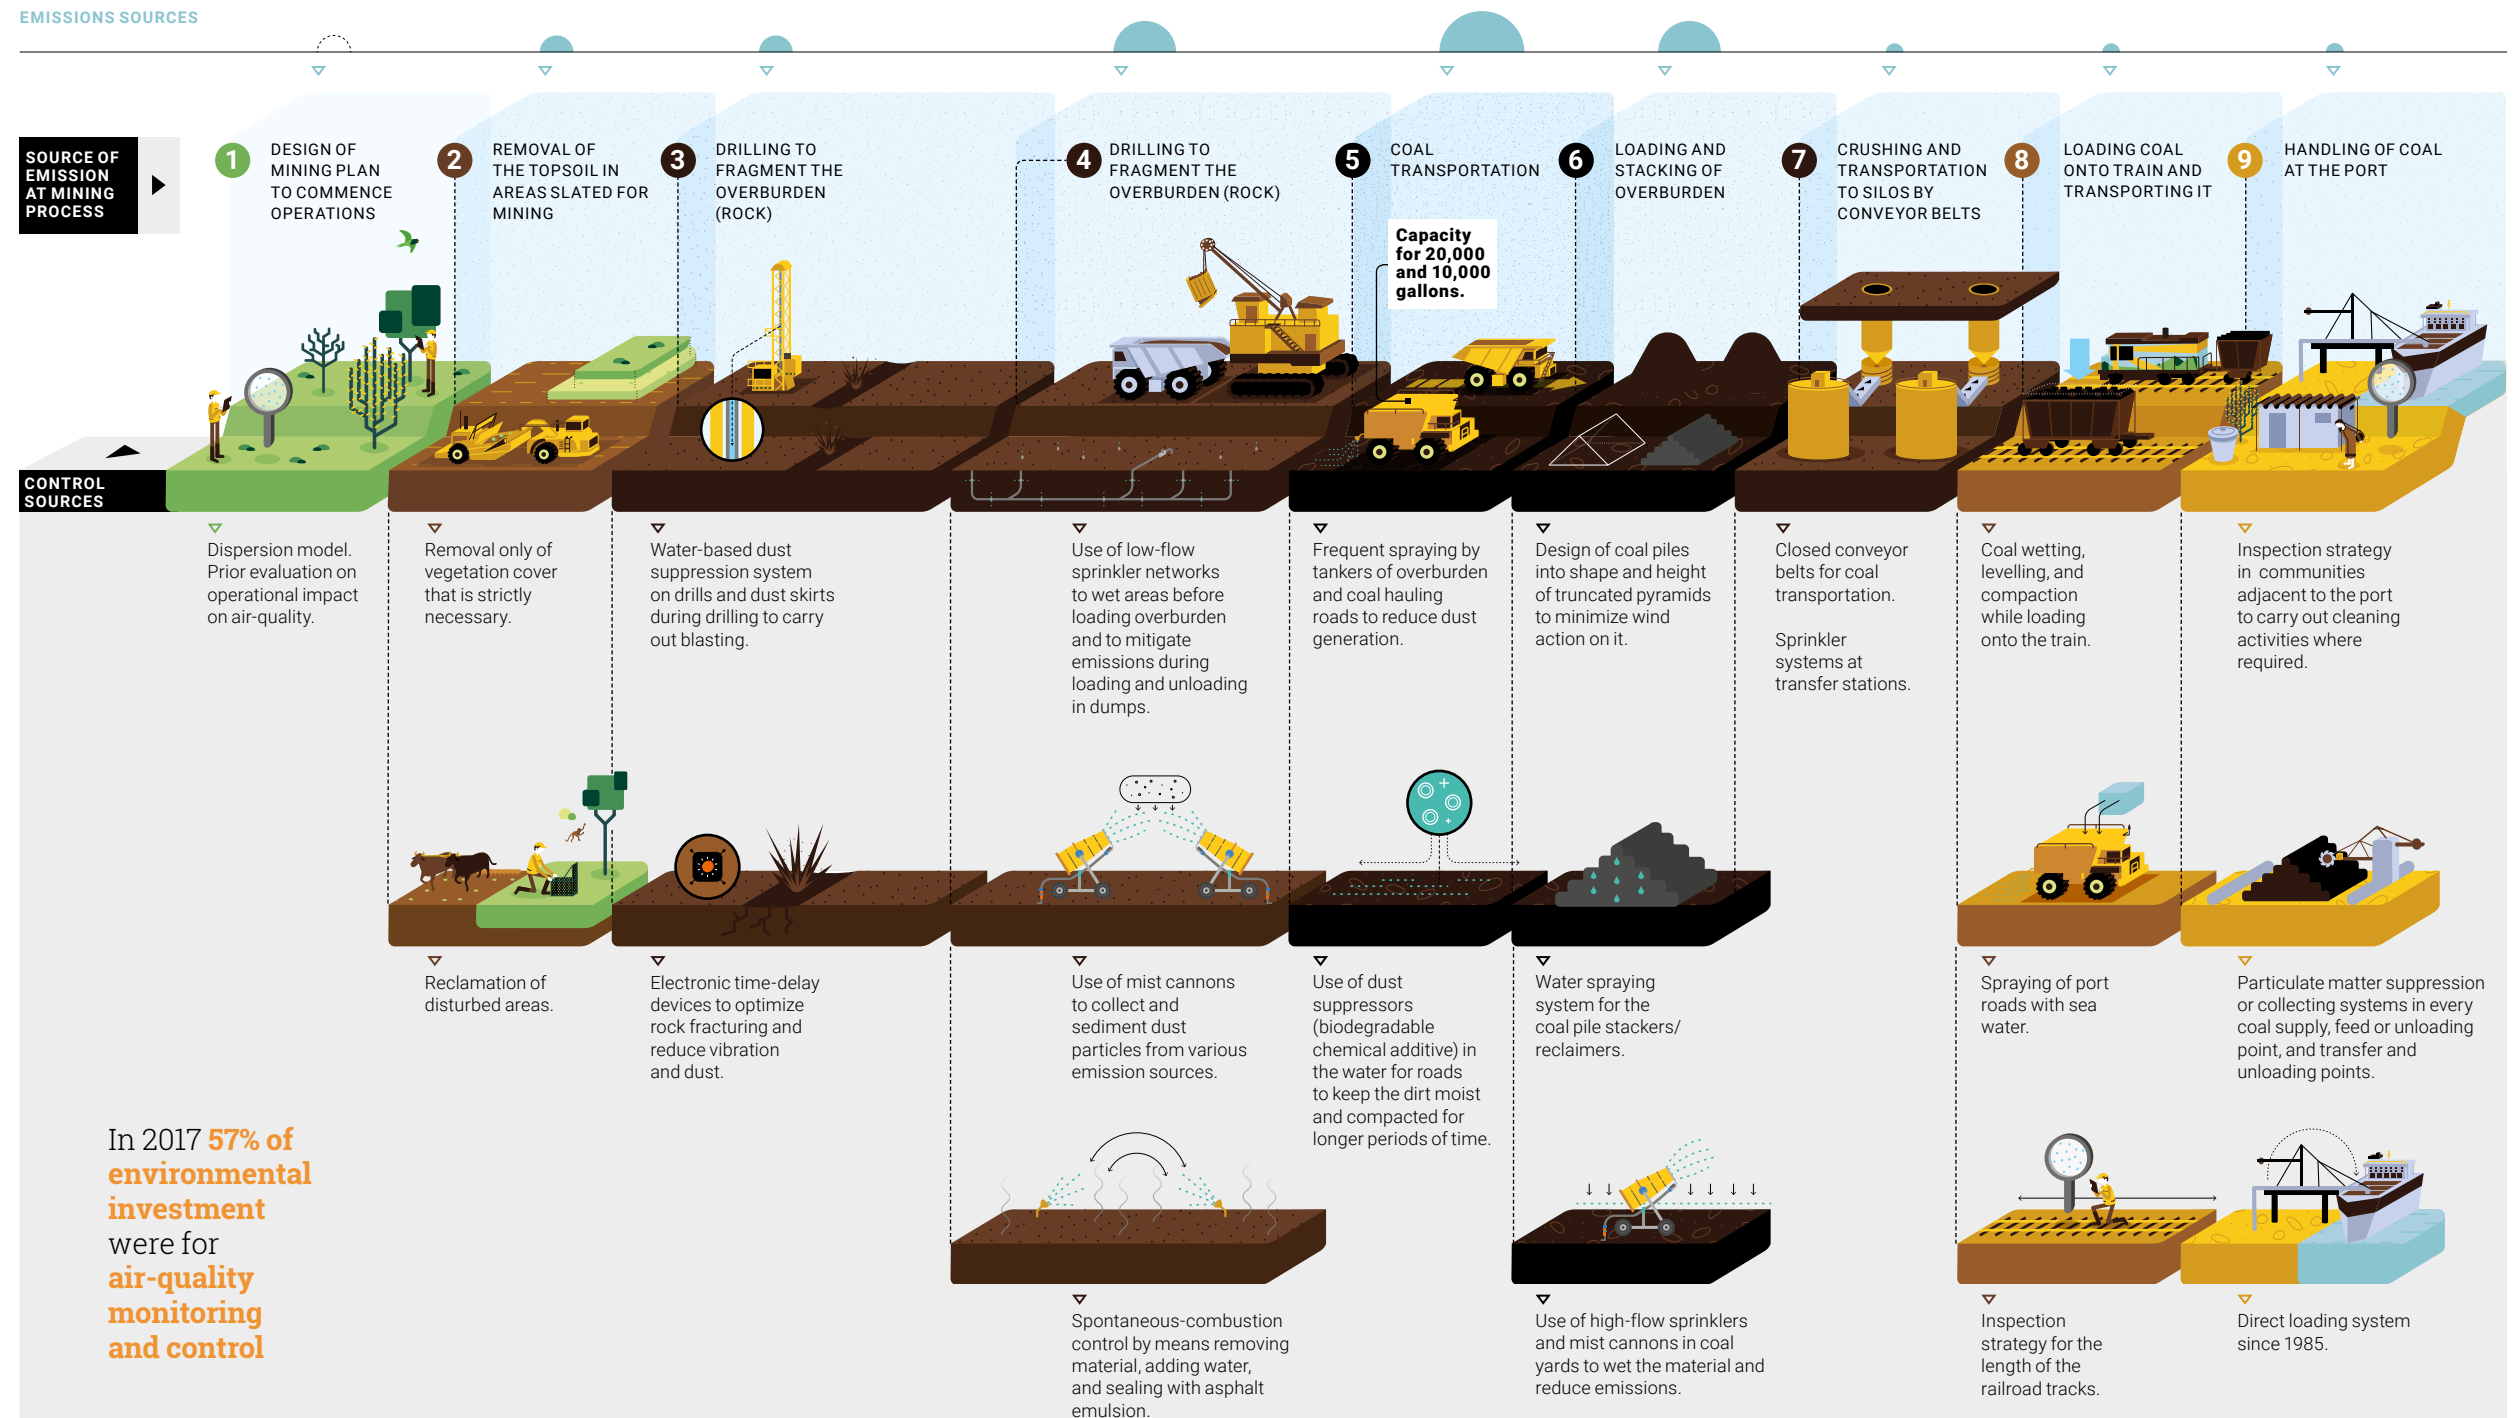 EMISSIONS SOURCES
SOURCE OF
EMISSION
AT MINING
PROCESS
1
DESIGN OF
MINING PLAN
TO COMMENCE
OPERATIONS
2
REMOVAL OF
THE TOPSOIL IN
AREAS SLATED FOR
MINING
3
DRILLING TO
FRAGMENT THE
OVERBURDEN
(ROCK)
4
DRILLING TO
FRAGMENT THE
OVERBURDEN (ROCK)
5
COAL
TRANSPORTATION
Capacity
for 20,000
and 10,000
gallons.
6
LOADING AND
STACKING OF
OVERBURDEN
7
CRUSHING AND
TRANSPORTATION
TO SILOS BY
CONVEYOR BELTS
8
LOADING COAL
ONTO TRAIN AND
TRANSPORTING IT
9
HANDLING OF COAL
AT THE PORT
CONTROL
SOURCES
Dispersion model.
Prior evaluation on
operational impact
on air-quality.
Removal only of
vegetation cover
that is strictly
necessary.
Water-based dust
suppression system
on drills and dust skirts
during drilling to carry
out blasting.
Use of low-flow
sprinkler networks
to wet areas before
loading overburden
and to mitigate
emissions during
loading and unloading
in dumps.
Frequent spraying by
tankers of overburden
and coal hauling
roads to reduce dust
generation.
Design of coal piles
into shape and height
of truncated pyramids
to minimize wind
action on it.
Closed conveyor
belts for coal
transportation.
Sprinkler
systems at
transfer stations.
Coal wetting,
levelling, and
compaction
while loading
onto the train.
Inspection strategy
in communities
adjacent to the port
to carry out cleaning
activities where
required.
Reclamation of
disturbed areas.
Electronic time-delay
devices to optimize
rock fracturing and
reduce vibration
and dust.
Use of mist cannons
to collect and
sediment dust
particles from various
emission sources.
Use of dust
suppressors
(biodegradable
chemical additive) in
the water for roads
to keep the dirt moist
and compacted for
longer periods of time.
Water spraying
system for the
coal pile stackers/
reclaimers.
Spraying of port
roads with sea
water.
Particulate matter suppression
or collecting systems in every
coal supply, feed or unloading
point, and transfer and
unloading points.
In 2017 57% of
environmental
investment
were for
air-quality
monitoring
and control
Spontaneous-combustion
control by means removing
material, adding water,
and sealing with asphalt
emulsion.
Use of high-flow sprinklers
and mist cannons in coal
yards to wet the material and
reduce emissions.
Inspection
strategy for the
length of the
railroad tracks.
Direct loading system
since 1985.